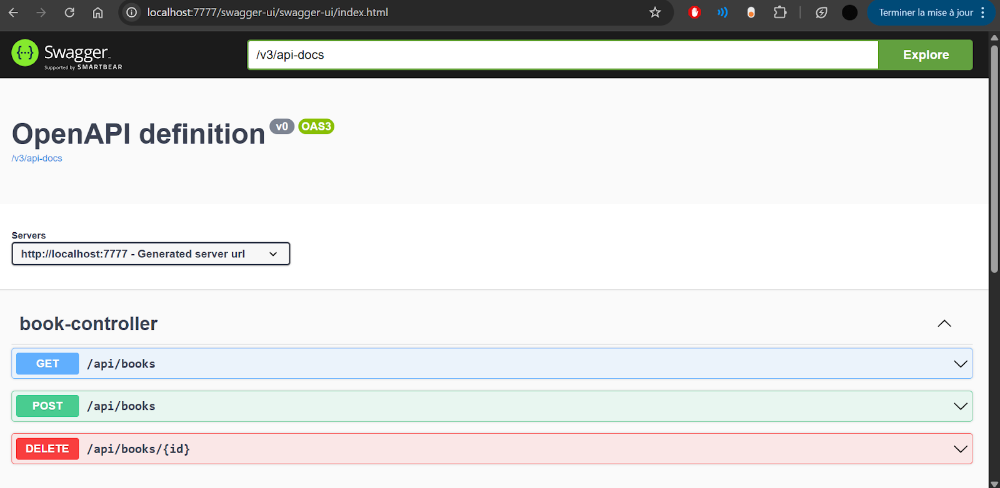 localhost:7777/swagger-ui/swagger-ui/index.html
Terminer la mise à jour
{···} Swagger™
Supported by SMARTBEAR
/v3/api-docs
Explore
OpenAPI definition v0 OAS3
/v3/api-docs
Servers
http://localhost:7777 - Generated server url
book-controller
GET /api/books
POST /api/books
DELETE /api/books/{id}